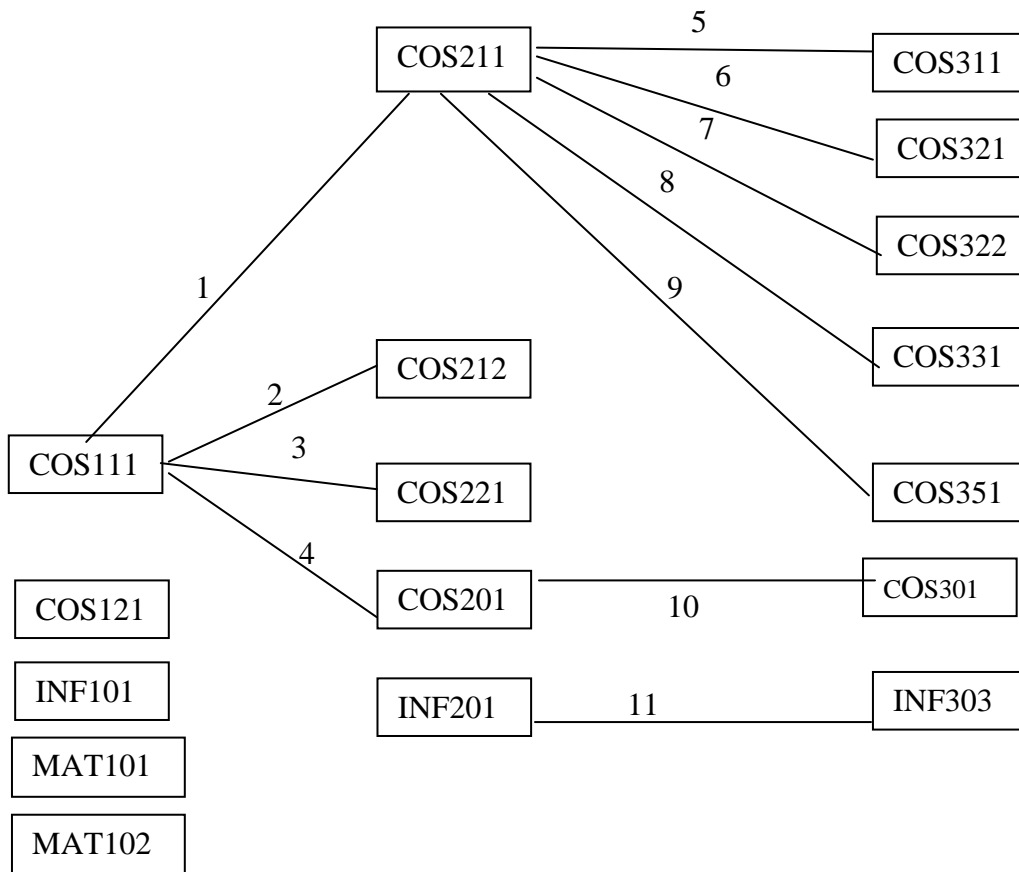 COS211
5
COS311
6
COS321
7
8
COS322
1
9
COS331
COS212
2
COS111
3
COS221
COS351
4
COS201
10
COS301
COS121
INF101
INF201
11
INF303
MAT101
MAT102